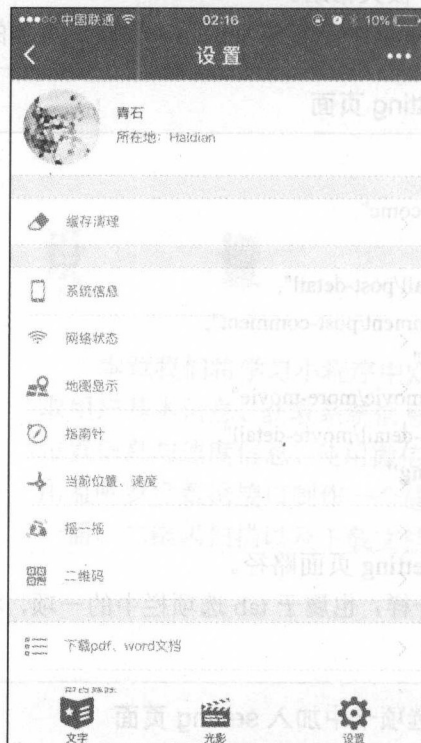 ●●●○○ 中国联通 02:16 10%
设置
青石
所在地：Haidian
缓存清理
系统信息
网络状态
地图显示
指南针
当前位置、速度
摇一摇
二维码
下载pdf、word文档
文字 光影 设置